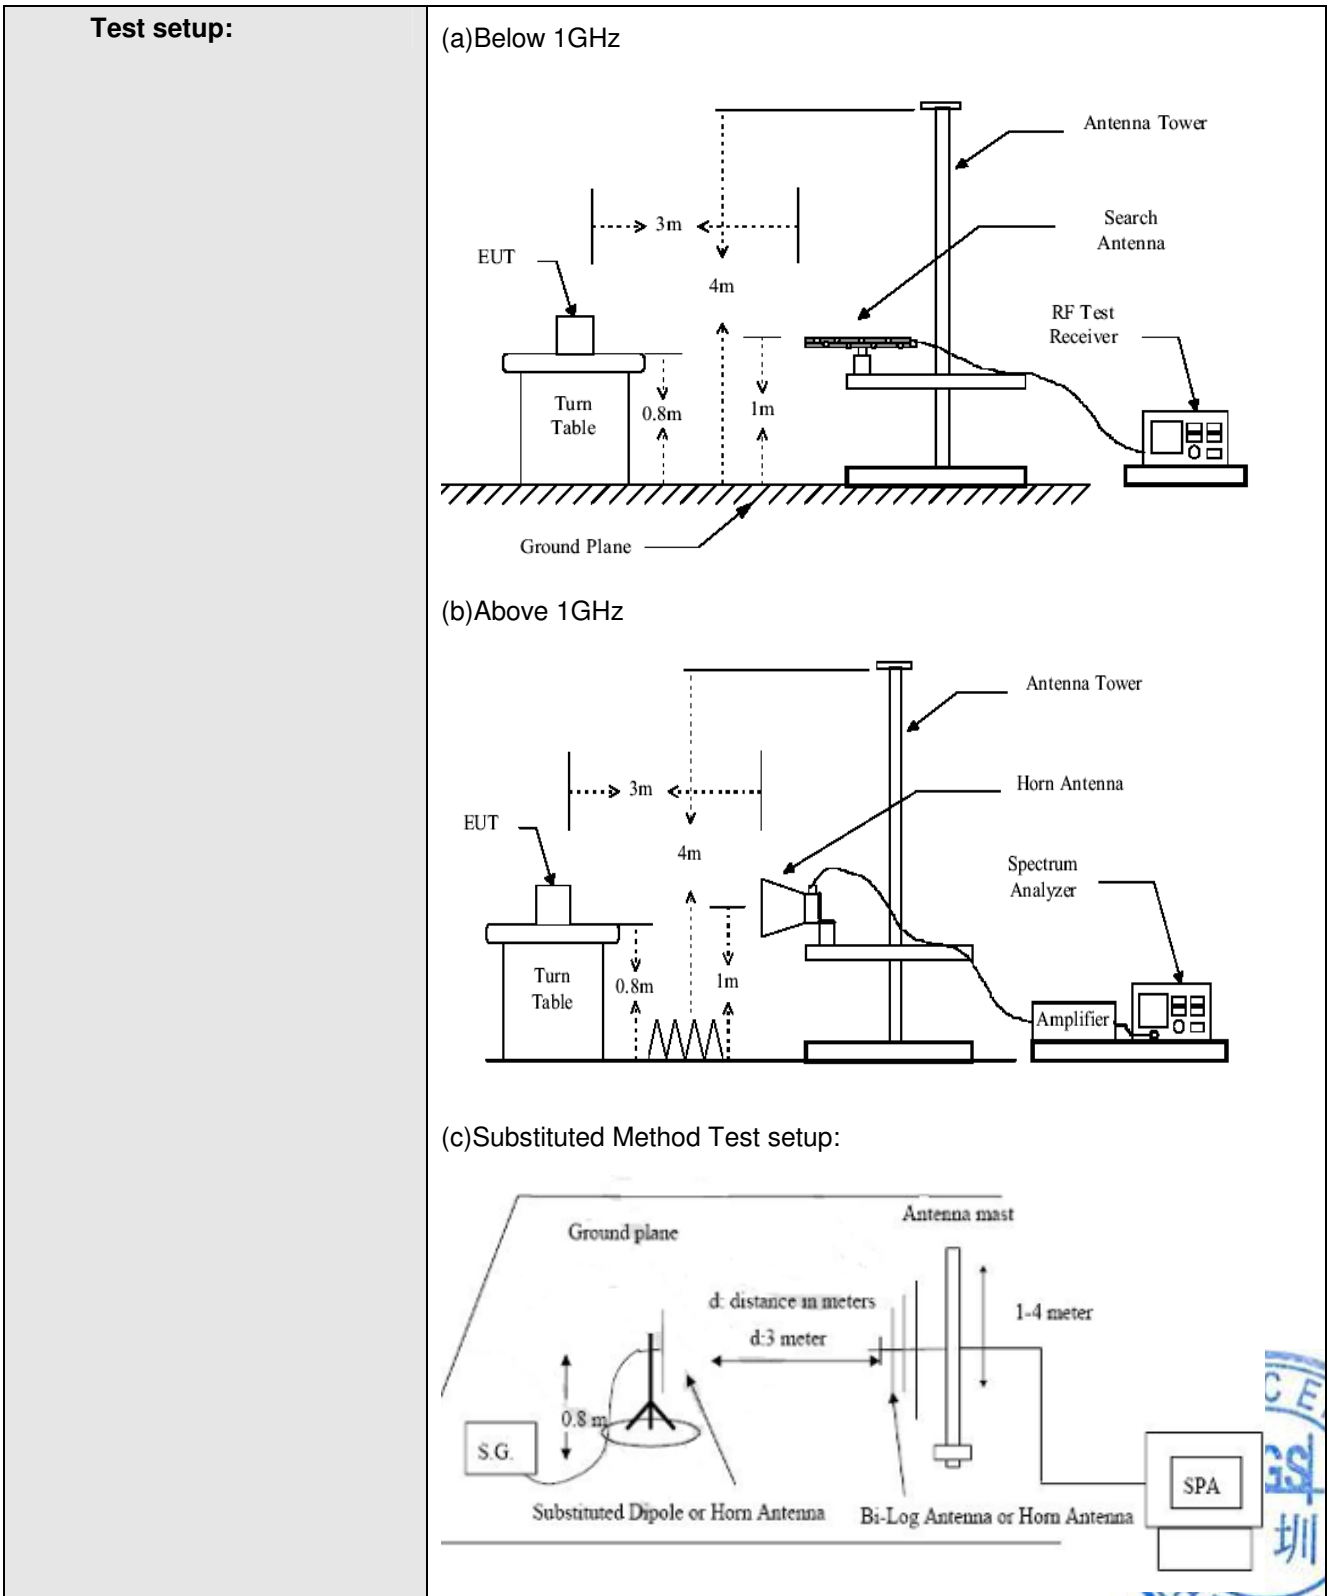 Test setup:
(a)Below 1GHz
Antenna Tower
3m
Search
Antenna
EUT
4m
RF Test
Receiver
Turn
Table
0.8m
1m
Ground Plane
(b)Above 1GHz
Antenna Tower
3m
Horn Antenna
EUT
4m
Spectrum
Analyzer
Turn
Table
0.8m
1m
Amplifier
(c)Substituted Method Test setup:
Antenna mast
Ground plane
d: distance in meters
1-4 meter
d:3 meter
0.8 m
S.G.
SPA
Substituted Dipole or Horn Antenna
Bi-Log Antenna or Horn Antenna
CE
GS
圳